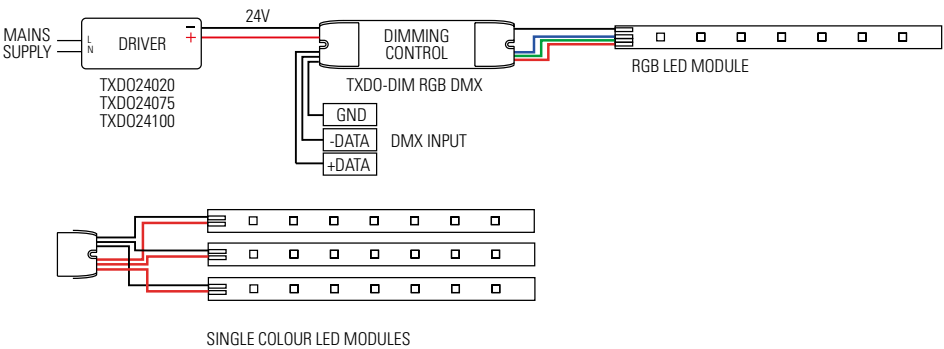 MAINS
SUPPLY
L
N
DRIVER
−
+
24V
TXDO24020
TXDO24075
TXDO24100
DIMMING
CONTROL
TXDO-DIM RGB DMX
GND
-DATA
+DATA
DMX INPUT
RGB LED MODULE
SINGLE COLOUR LED MODULES